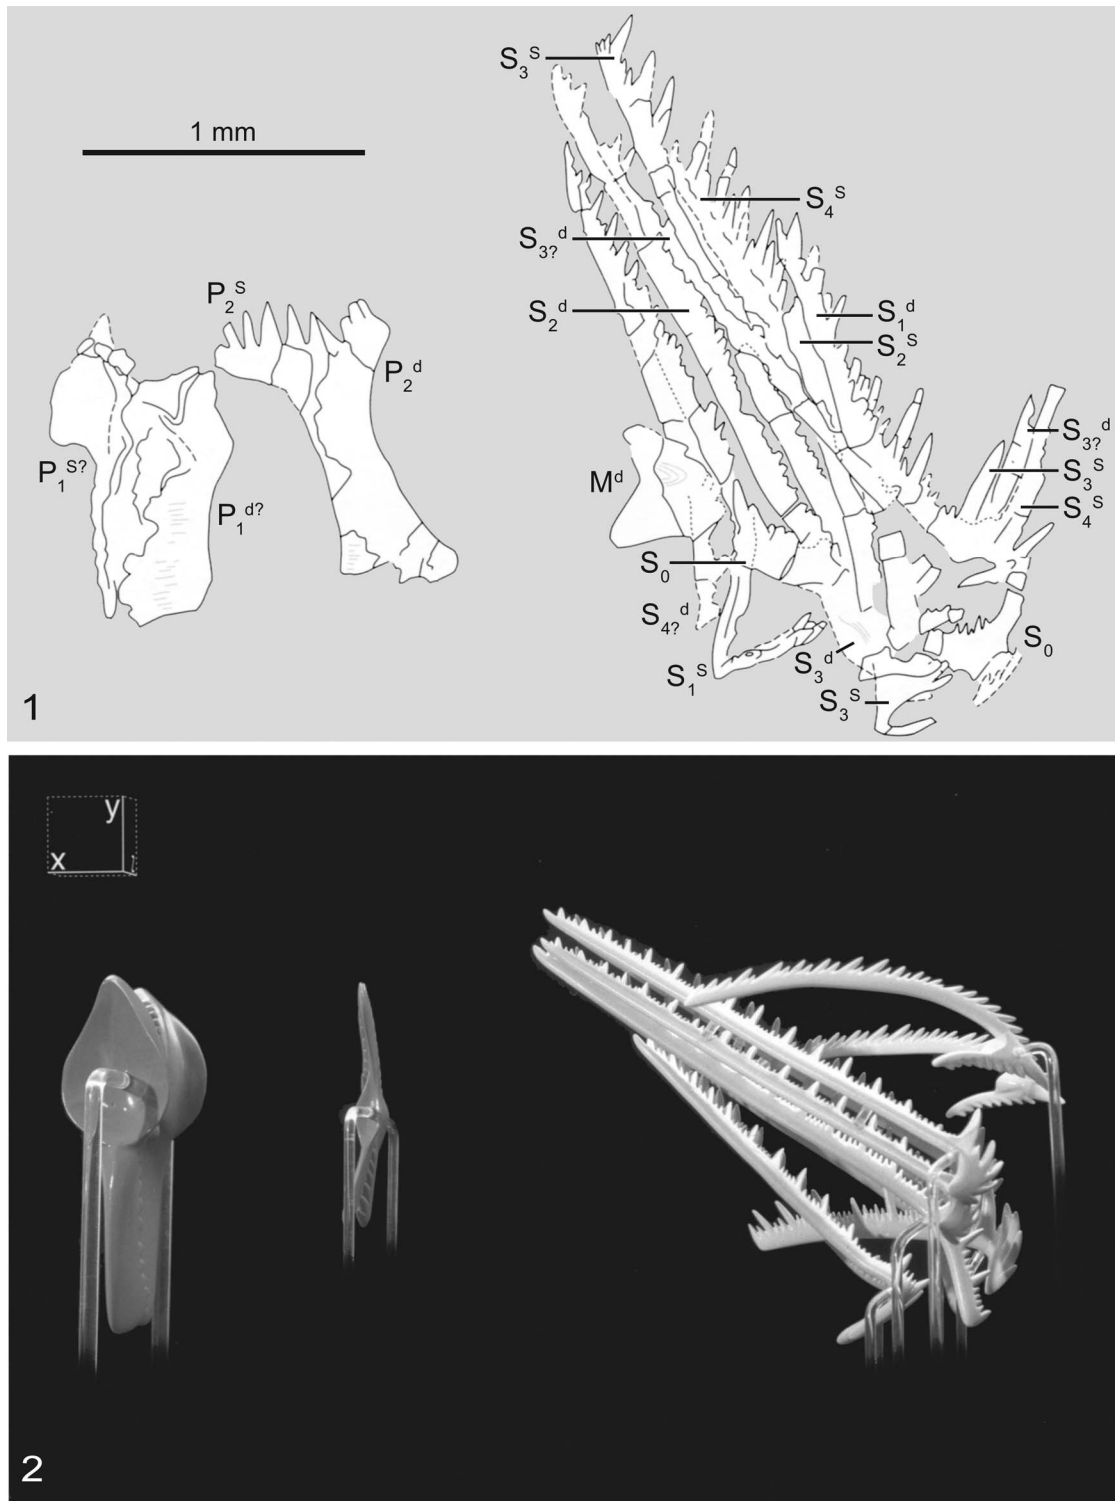 S₃ˢ
1 mm
S₄ˢ
S₃?ᵈ
P₂ˢ
S₂ᵈ
S₁ᵈ
S₂ˢ
P₂ᵈ
S₃?ᵈ
P₁ˢ?
S₃ˢ
Mᵈ
P₁ᵈ?
S₄ˢ
S₀
S₄?ᵈ
S₀
S₃ᵈ
S₁ˢ
S₃ˢ
1
y
x
2